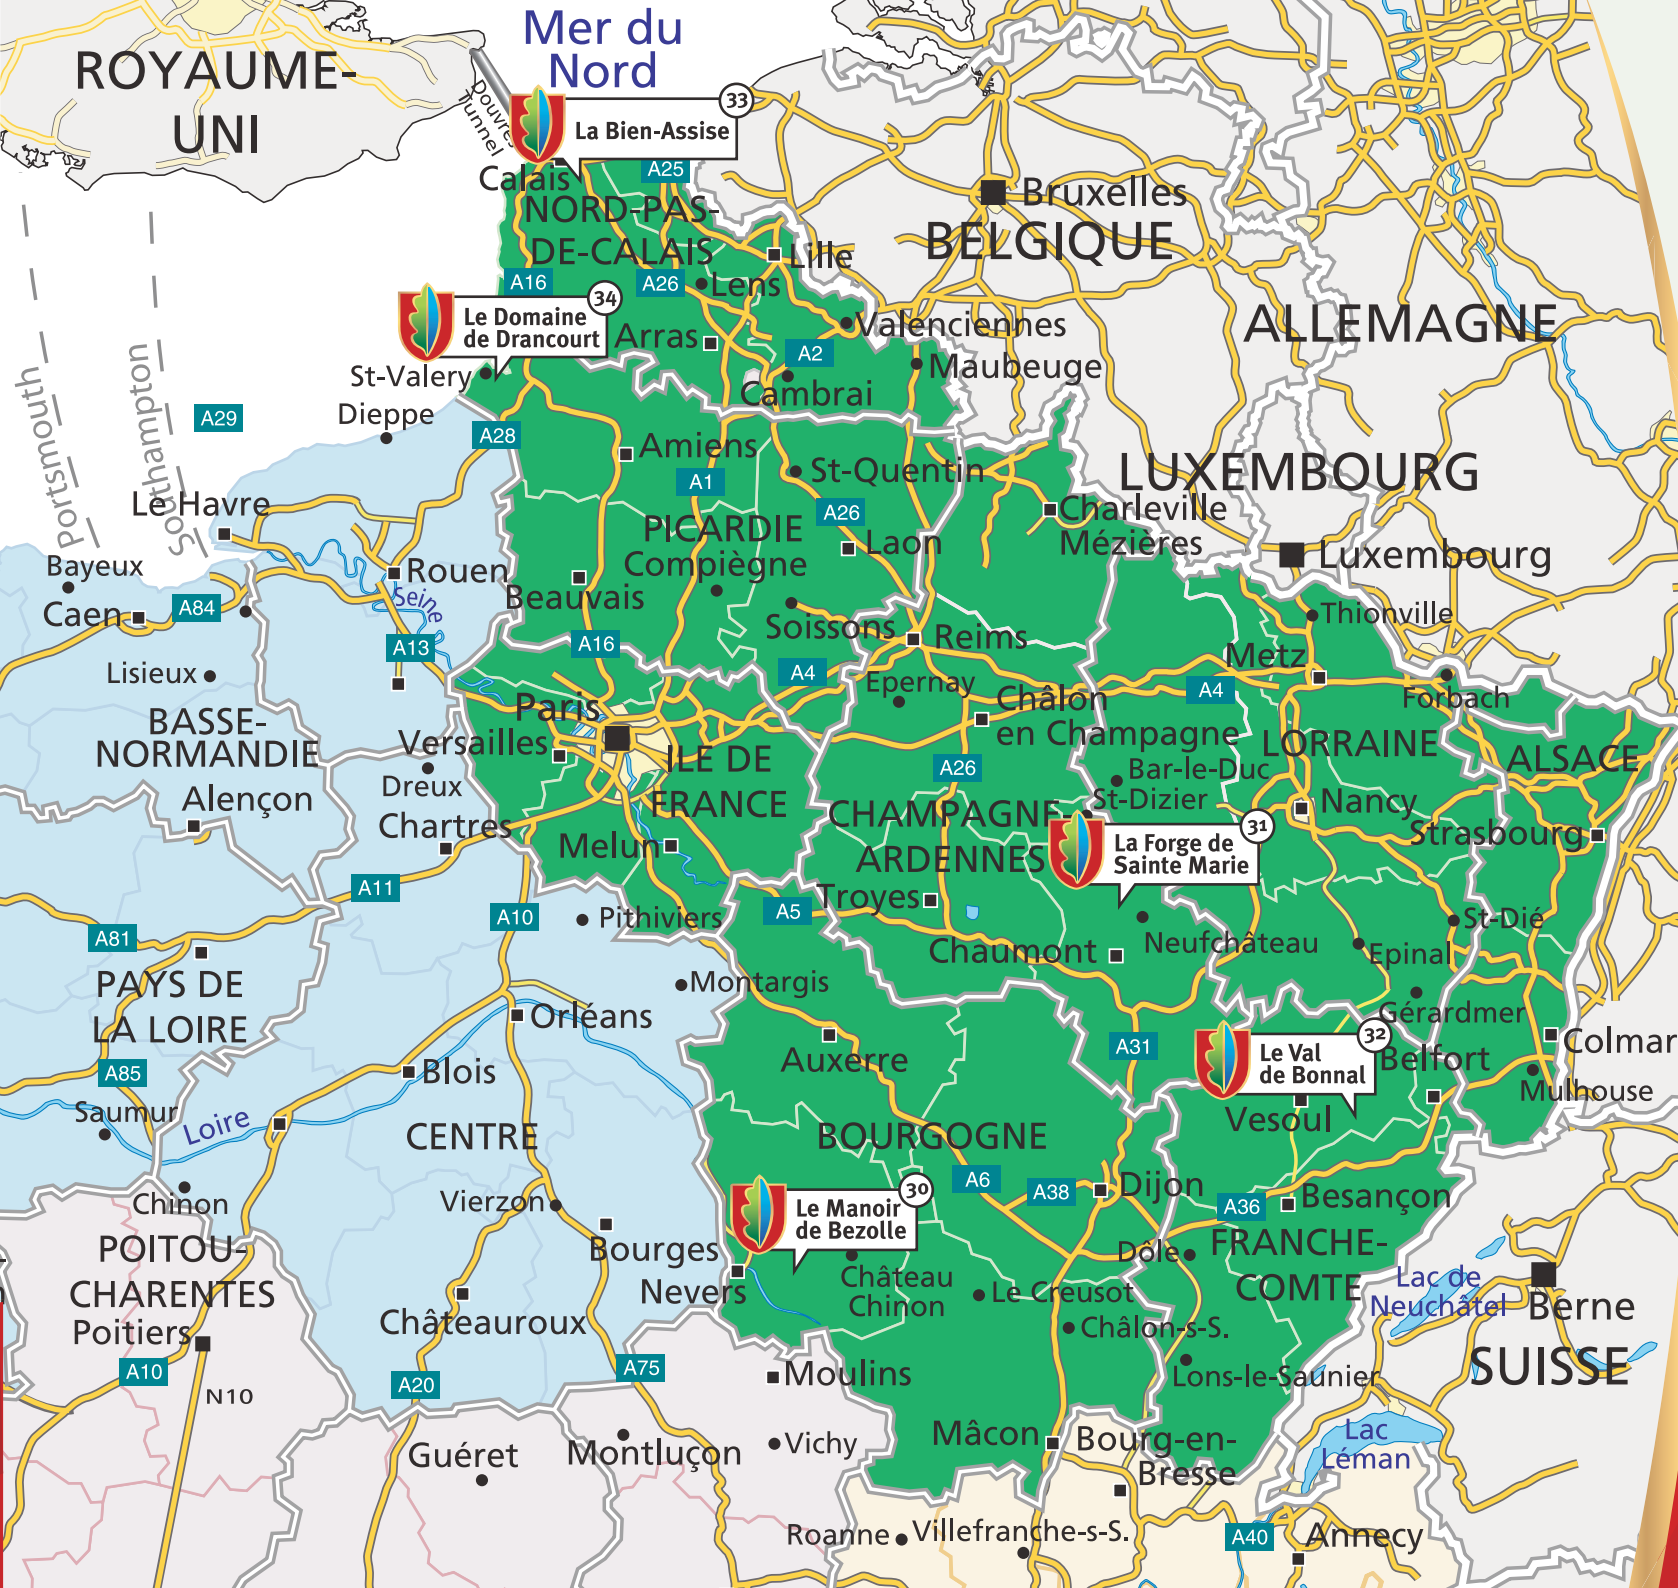 Mer du
Nord
ROYAUME-
UNI
Douvres
Tunnel
33
La Bien-Assise
Calais
A25
NORD-PAS-
DE-CALAIS
Bruxelles
BELGIQUE
Lille
A16
A26
Lens
34
Le Domaine
de Drancourt
Arras
Valenciennes
ALLEMAGNE
A2
Maubeuge
St-Valery
Cambrai
Dieppe
Portsmouth
Southampton
A29
A28
Amiens
St-Quentin
LUXEMBOURG
A1
Le Havre
A26
Charleville
Mézières
PICARDIE
Laon
Luxembourg
Compiègne
Bayeux
Rouen
Beauvais
Seine
Caen
A84
Soissons
Reims
Thionville
A13
A16
Metz
Lisieux
A4
Epernay
A4
Forbach
Paris
Châlon
en Champagne
BASSE-
NORMANDIE
Versailles
ILE DE
FRANCE
LORRAINE
ALSACE
A26
Bar-le-Duc
Dreux
Alençon
St-Dizier
Nancy
CHAMPAGNE
ARDENNES
Chartres
31
La Forge de
Sainte Marie
Strasbourg
Melun
A11
Troyes
A10
Pithiviers
A5
St-Dié
A81
Neufchâteau
Epinal
Chaumont
PAYS DE
LA LOIRE
Montargis
Gérardmer
Orléans
32
Le Val
de Bonnal
Auxerre
A31
Belfort
Colmar
A85
Blois
Mulhouse
Saumur
Loire
Vesoul
CENTRE
BOURGOGNE
Chinon
Vierzon
30
Le Manoir
de Bezolle
A6
A38
Dijon
A36
Besançon
POITOU-
CHARENTES
Bourges
Dôle
FRANCHE-
COMTE
Nevers
Château
Chinon
Le Creusot
Lac de
Neuchâtel
Berne
Poitiers
Châteauroux
Châlon-s-S.
SUISSE
A10
A20
A75
Moulins
Lons-le-Saunier
N10
Guéret
Montluçon
Vichy
Mâcon
Bourg-en-
Bresse
Lac
Léman
Roanne
Villefranche-s-S.
A40
Annecy